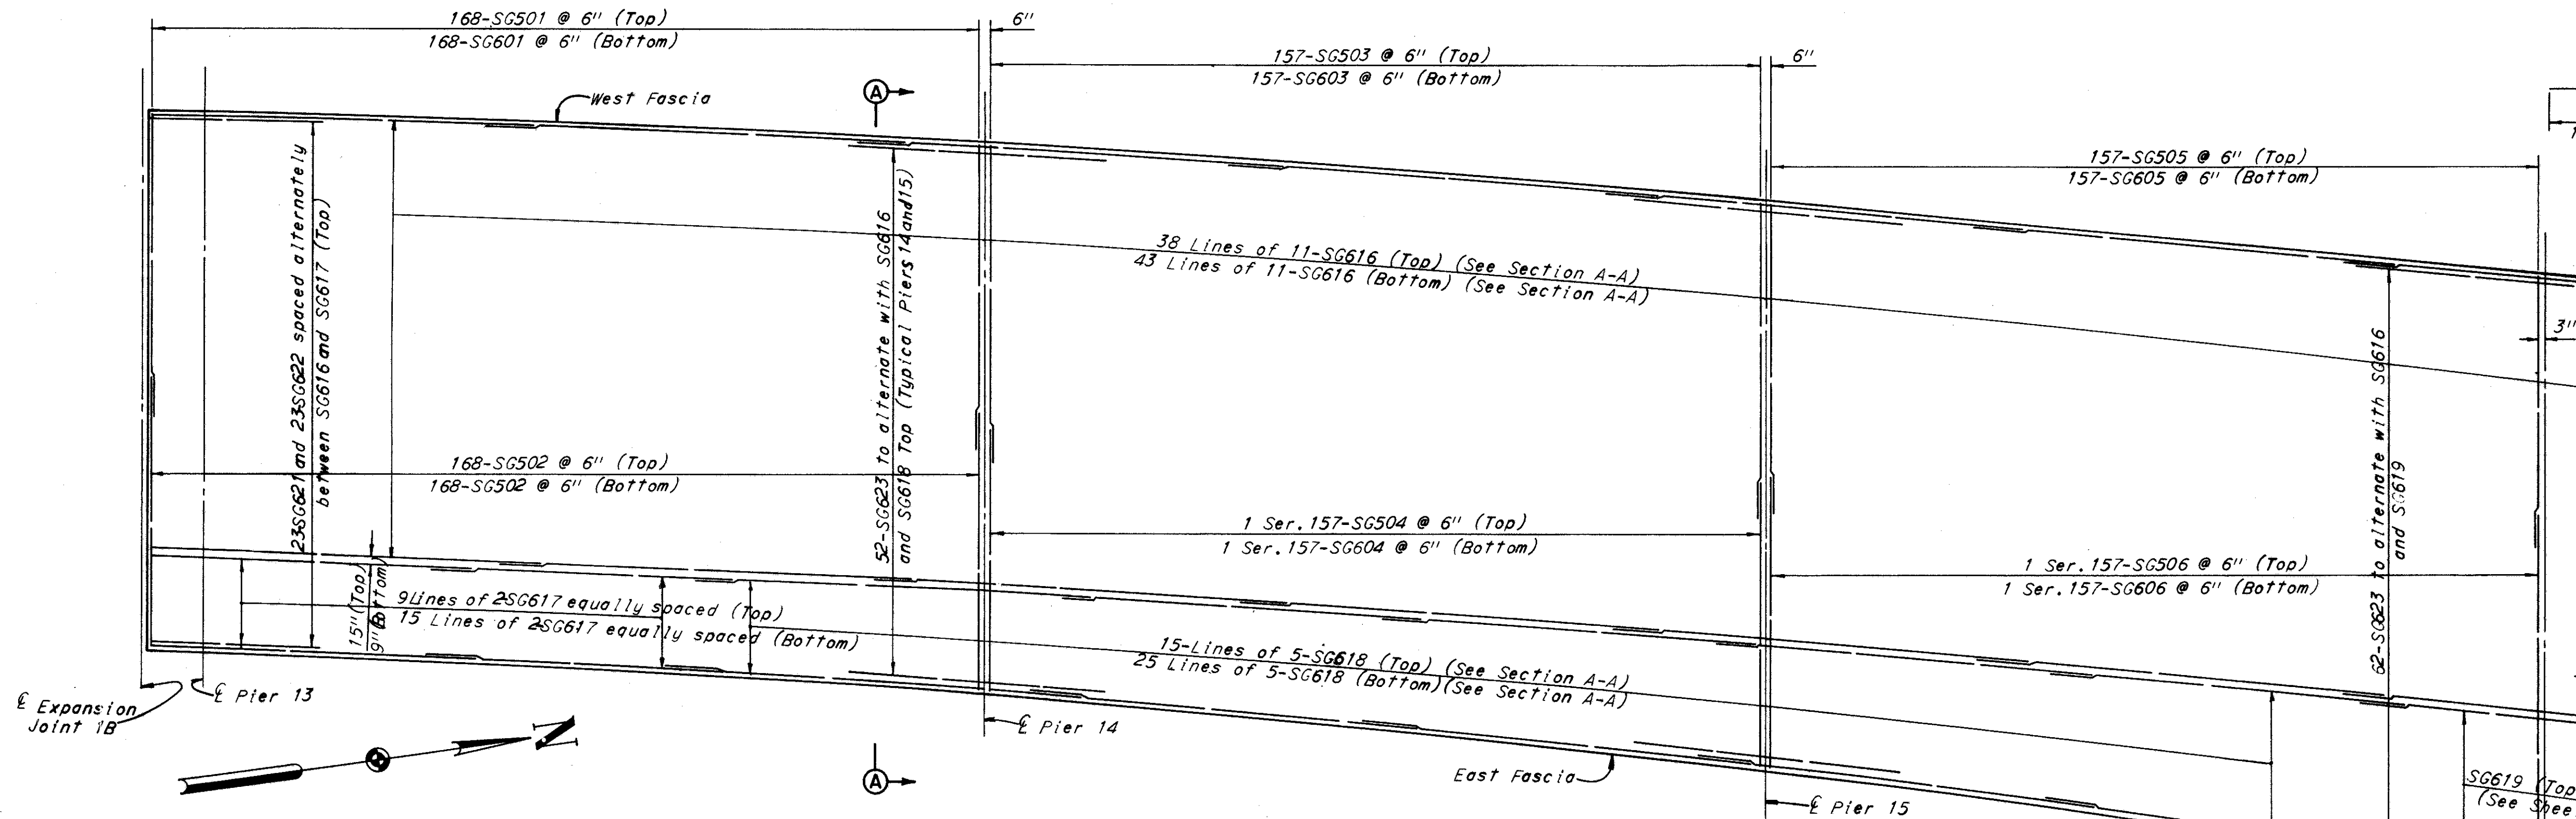 168-SG501 @ 6" (Top)
168-SG601 @ 6" (Bottom)
6"
157-SG503 @ 6" (Top)
157-SG603 @ 6" (Bottom)
6"
157-SG505 @ 6" (Top)
157-SG605 @ 6" (Bottom)
A
West Fascia
23-SG621 and 23-SG622 spaced alternately
between SG616 and SG617 (Top)
52-SG623 to alternate with SG616
and SG618 Top (Typical Piers 14 and 15)
38 Lines of 11-SG616 (Top) (See Section A-A)
43 Lines of 11-SG616 (Bottom) (See Section A-A)
3"
62-SG623 to alternate with SG616
and SG619
168-SG502 @ 6" (Top)
168-SG502 @ 6" (Bottom)
1 Ser. 157-SG504 @ 6" (Top)
1 Ser. 157-SG604 @ 6" (Bottom)
1 Ser. 157-SG506 @ 6" (Top)
1 Ser. 157-SG606 @ 6" (Bottom)
15" (Top)
9" (Bottom)
9 Lines of 2-SG617 equally spaced (Top)
15 Lines of 2-SG617 equally spaced (Bottom)
15-Lines of 5-SG618 (Top) (See Section A-A)
25 Lines of 5-SG618 (Bottom) (See Section A-A)
℄ Expansion
Joint 1B
℄ Pier 13
℄ Pier 14
N
A
East Fascia
℄ Pier 15
SG619 (Top
(See Shee